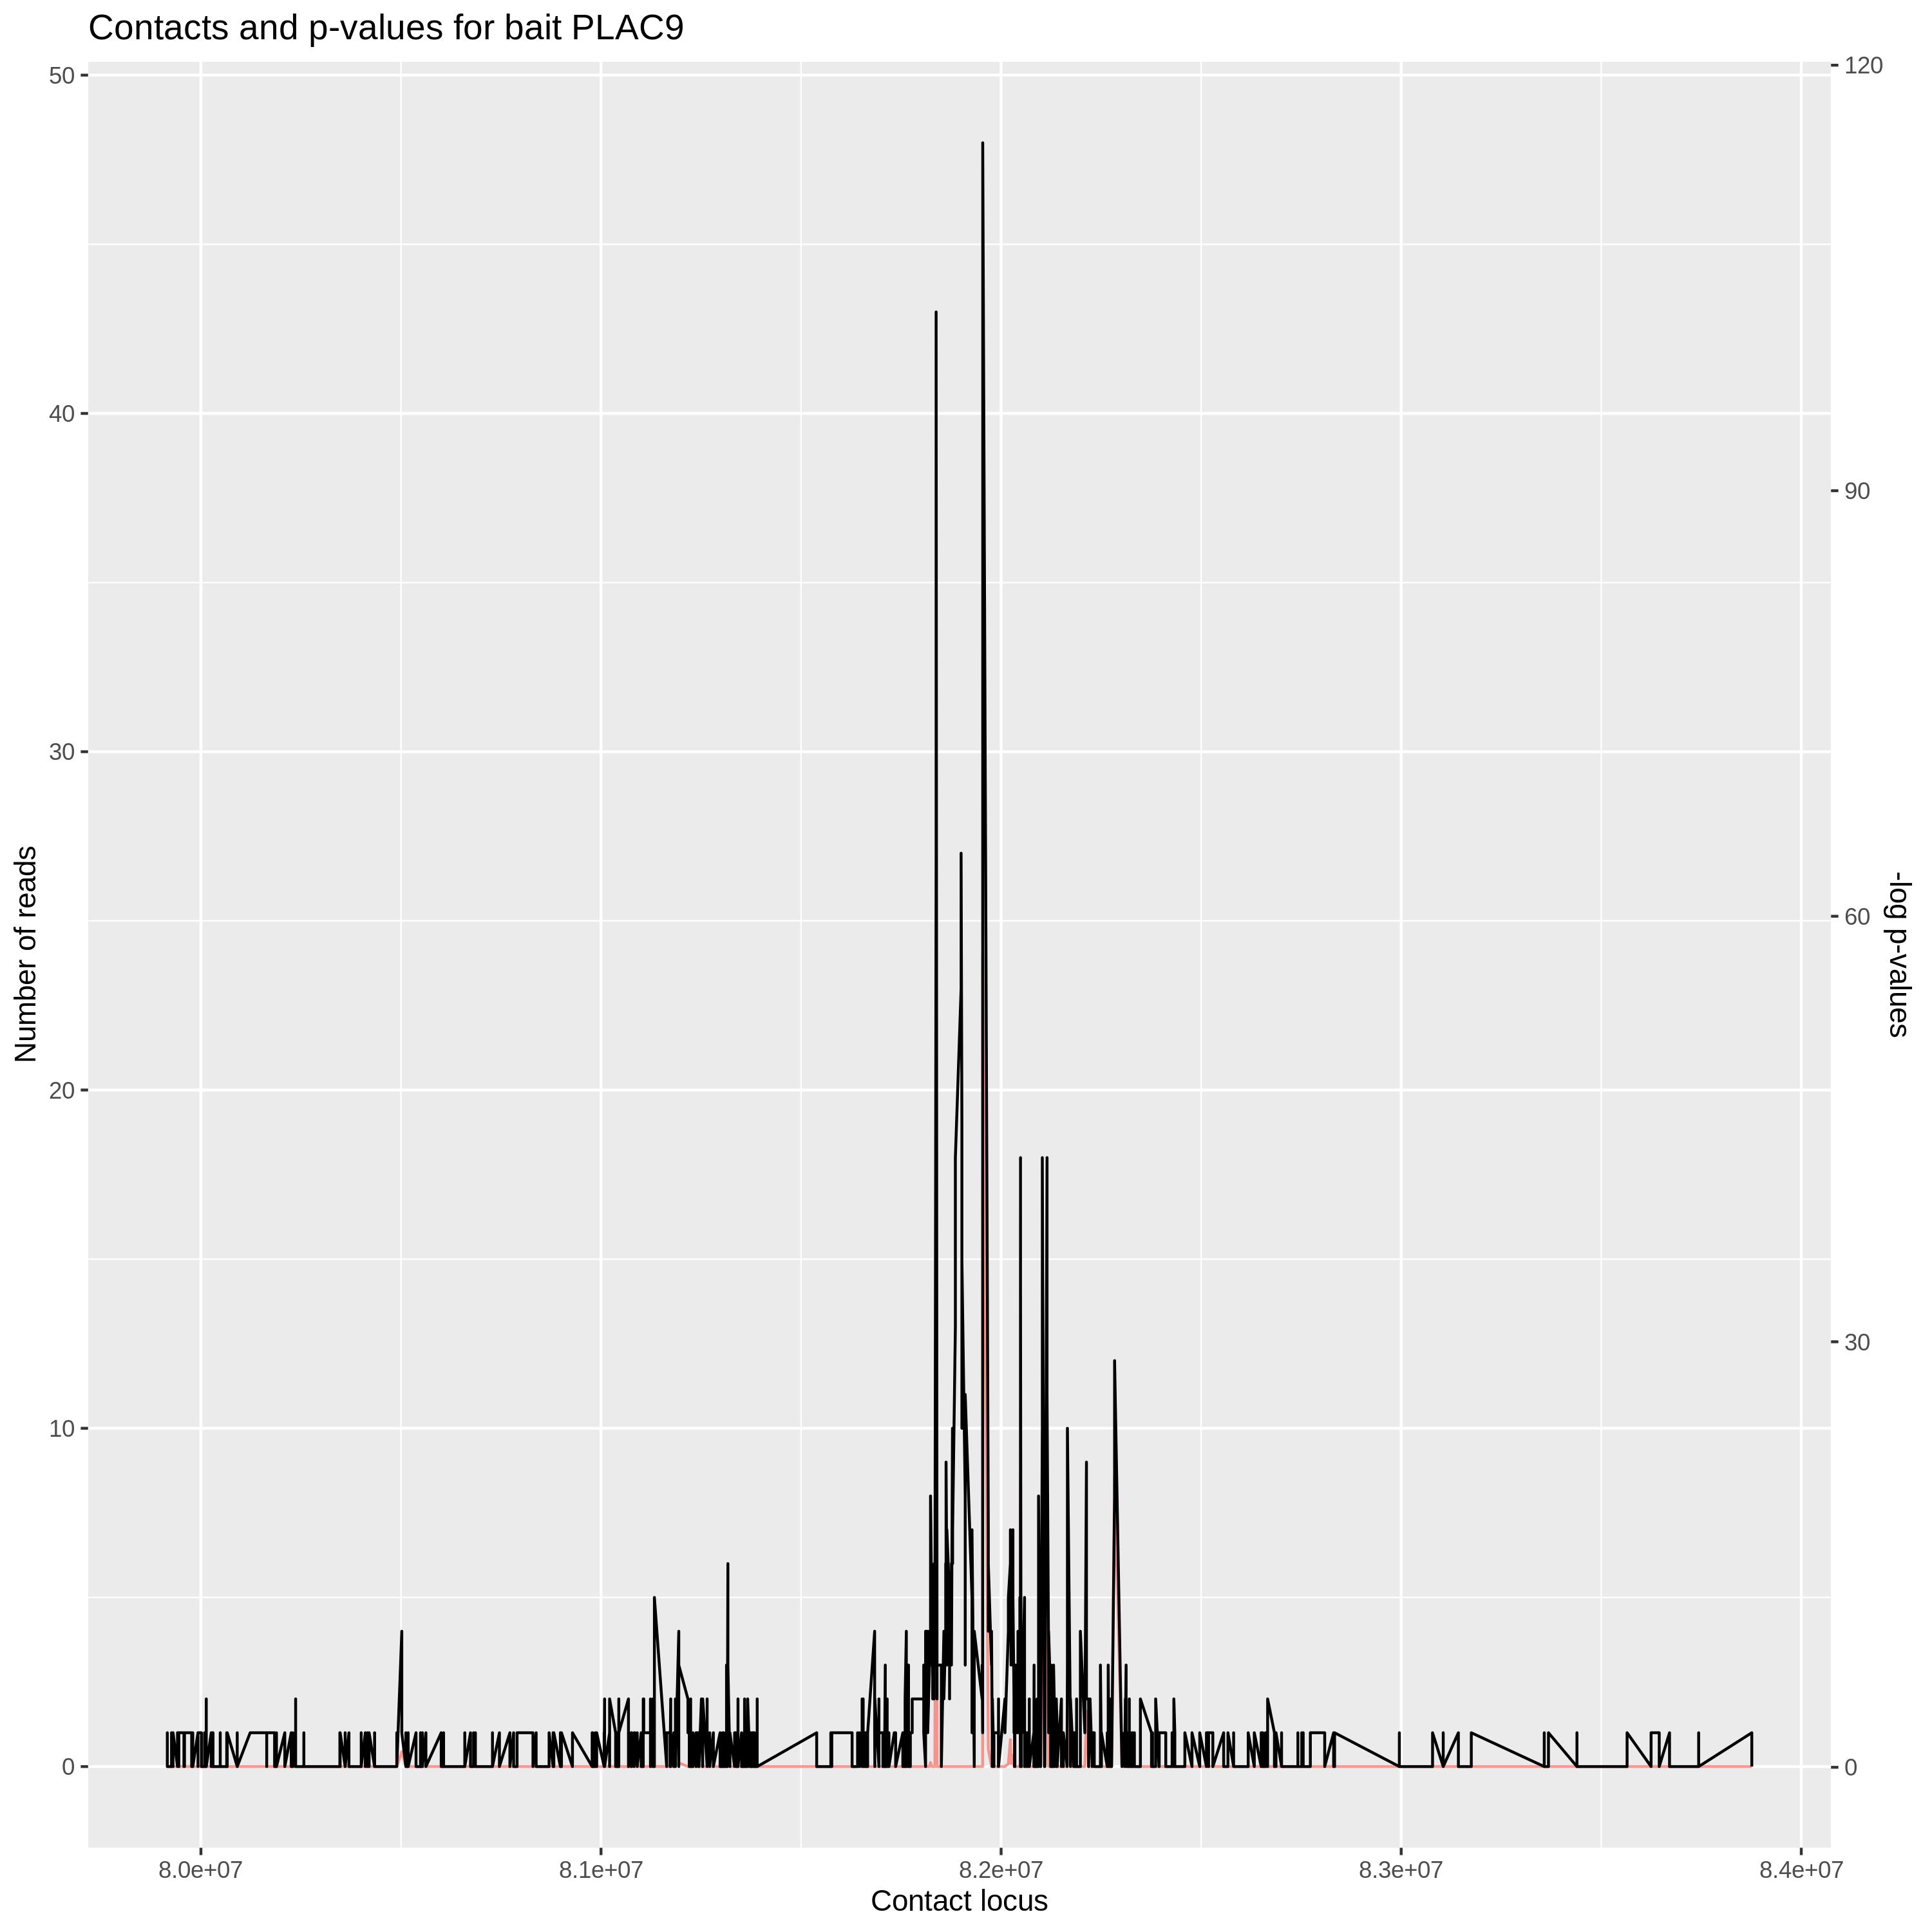 Contacts and p-values for bait PLAC9
50
40
30
20
10
0
Number of reads
120
90
60
30
0
-log p-values
8.0e+07 8.1e+07 8.2e+07 8.3e+07 8.4e+07
Contact locus